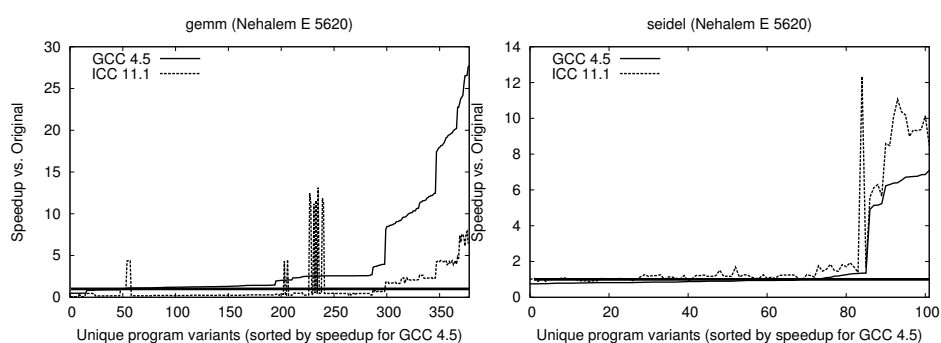 gemm (Nehalem E 5620)
30
25
20
15
10
5
0
Speedup vs. Original
GCC 4.5
ICC 11.1
0 50 100 150 200 250 300 350
Unique program variants (sorted by speedup for GCC 4.5)
seidel (Nehalem E 5620)
14
12
10
8
6
4
2
0
Speedup vs. Original
GCC 4.5
ICC 11.1
0 20 40 60 80 100
Unique program variants (sorted by speedup for GCC 4.5)